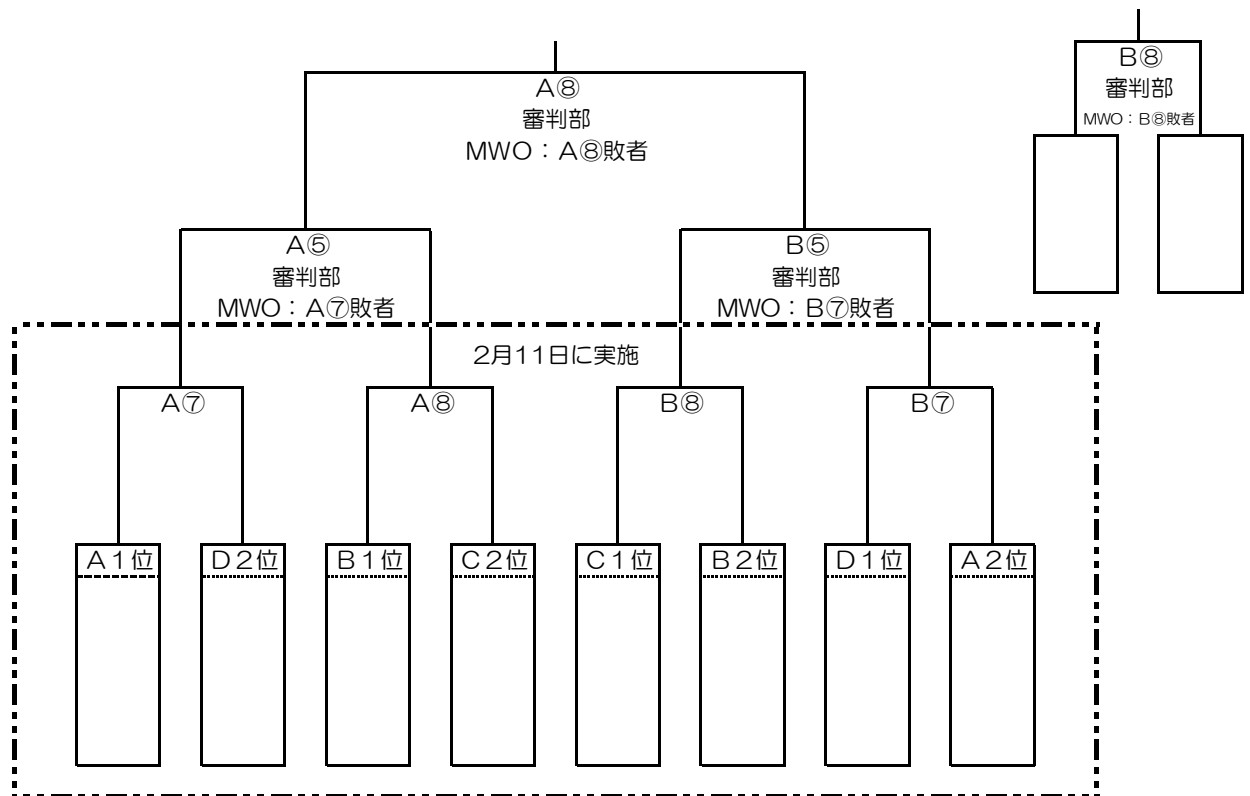 A⑧
審判部
MWO：A⑧敗者
B⑧
審判部
MWO：B⑧敗者
A⑤
審判部
MWO：A⑦敗者
B⑤
審判部
MWO：B⑦敗者
2月11日に実施
A⑦
A⑧
B⑧
B⑦
A1位
D2位
B1位
C2位
C1位
B2位
D1位
A2位